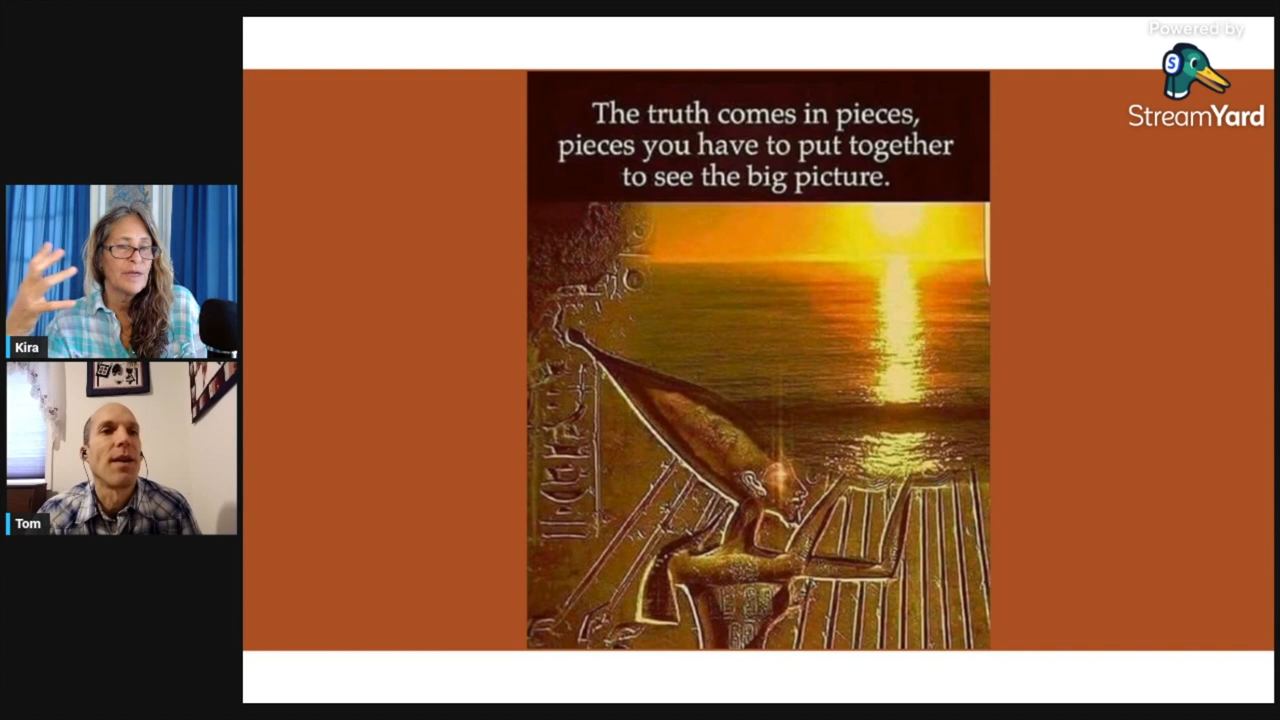 Powered by
StreamYard
The truth comes in pieces,
pieces you have to put together
to see the big picture.
Kira
Tom